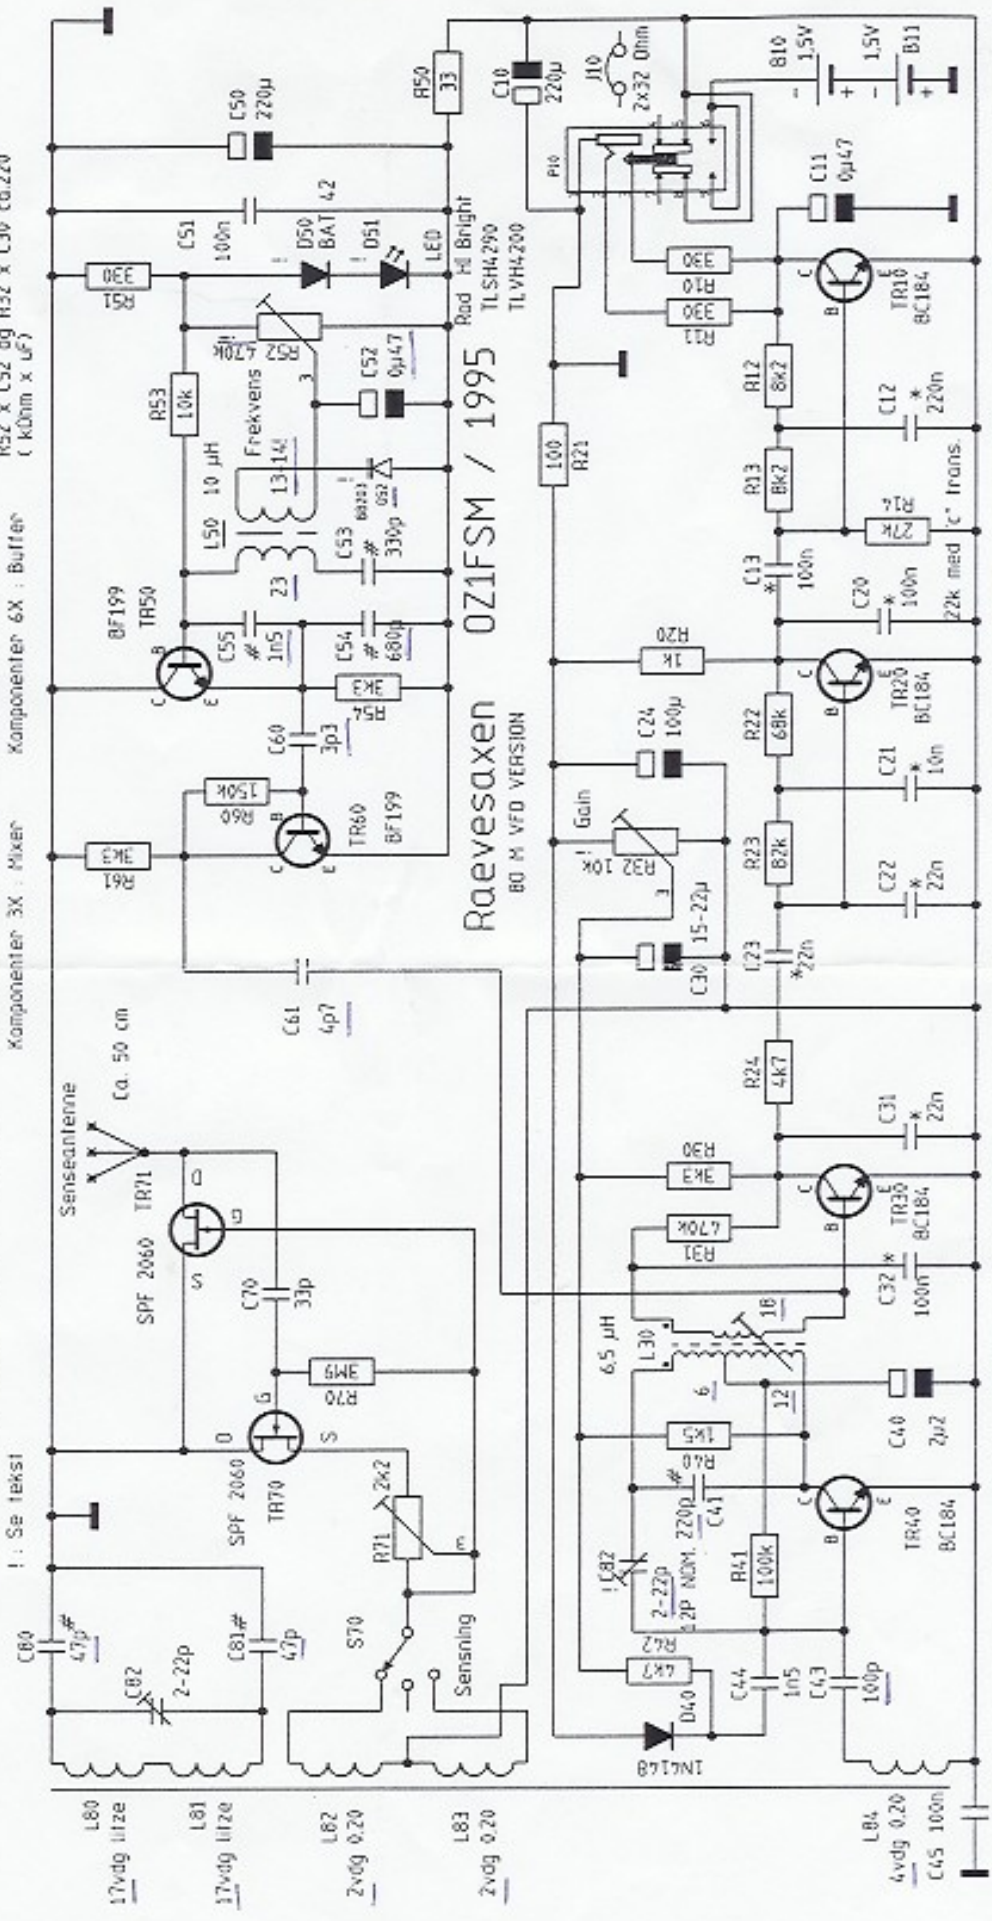 ! : Se tekst
Komponenter 3X : Mixer
Komponenter 6X : Buffer
R52 x C52 og R32 x C30 ca.220
( kOhm x uF)
L80
17vdg litze
L81
17vdg litze
L82
2vdg 0,20
L83
2vdg 0,20
L84
4vdg 0,20
C45 100n
C80
47p
#
C82
2-22p
C81#
47p
S70
Sensning
R71
2k2
3
SPF 2060
TR70
D
G
S
R70
3M9
C70
33p
SPF 2060
TR71
D
G
S
Senseantenne
Ca. 50 cm
C61
4p7
R61
3k3
R60
150k
TR60
BF199
C
B
E
C60
3p3
BF199
TR50
C
B
E
R54
3k3
C55
#
1n5
C54
#
680p
L50
10 µH
23
13-14!
Frekvens
C53
#
330p
BB203
D52
!
R53
10k
R52 470k
!
3
C52
0µ47
R51
330
C51
100n
D50
BAT 42
!
D51
!
LED
Rød HI Bright
TLSH4290
TLVH4200
C50
220µ
R50
33
Raevesaxen OZ1FSM / 1995
80 M VFO VERSION
C10
220µ
J10
2x32 Ohm
P10
B10
1,5V
-
+
1,5V
B11
-
+
C11
0µ47
R10
330
R11
330
R12
8k2
TR10
BC184
C
B
E
C12
*
220n
R13
8k2
R14
27k
22k med "c" trans.
C13
*
100n
C20
*
100n
R21
100
R20
1k
TR20
BC184
C
B
E
R22
68k
C21
*
10n
R23
82k
C22
*
22n
C23
*22n
C24
100µ
Gain
R32 10k
!
3
C30
15-22µ
R24
4k7
C31
*
22n
R30
3k3
R31
470k
TR30
BC184
C
B
E
C32
*
100n
L30
6,5 µH
18
6
12
C40
2µ2
R40
1k5
C41
220p
#
! C82
2-22p
12P NOM.
R41
100k
TR40
BC184
C
B
E
R42
4k7
D40
1N4148
C44
1n5
C43
100p